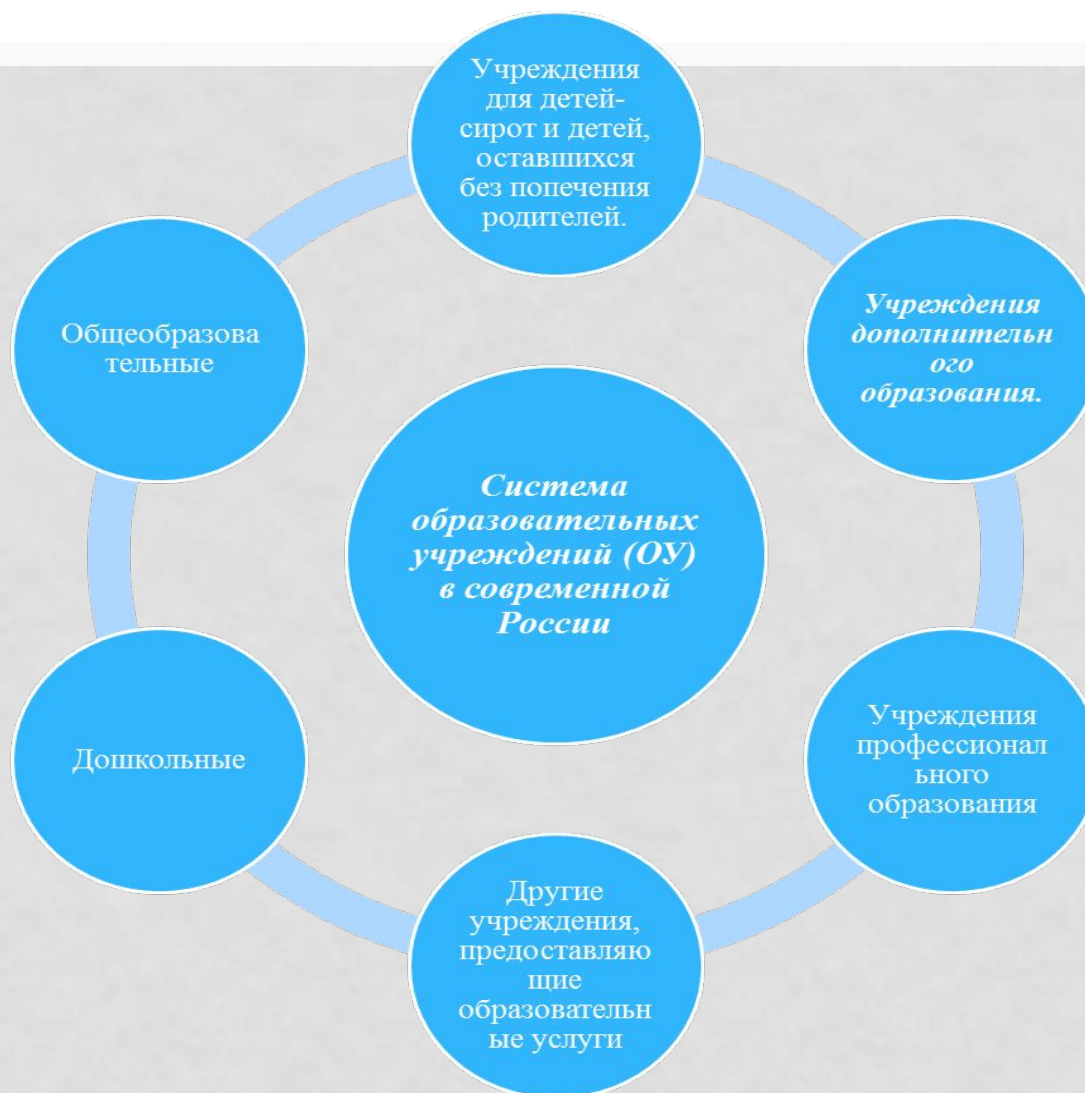 Учреждения
для детей-
сирот и детей,
оставшихся
без попечения
родителей.
Учреждения
дополнительн
ого
образования.
Общеобразова
тельные
Система
образовательных
учреждений (ОУ)
в современной
России
Дошкольные
Учреждения
профессионал
ьного
образования
Другие
учреждения,
предоставляю
щие
образовательн
ые услуги